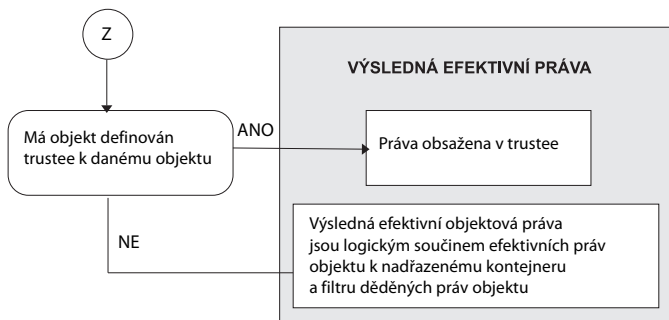 Z
VÝSLEDNÁ EFEKTIVNÍ PRÁVA
Má objekt definován
trustee k danému objektu
ANO
Práva obsažena v trustee
NE
Výsledná efektivní objektová práva
jsou logickým součinem efektivních práv
objektu k nadřazenému kontejneru
a filtru děděných práv objektu